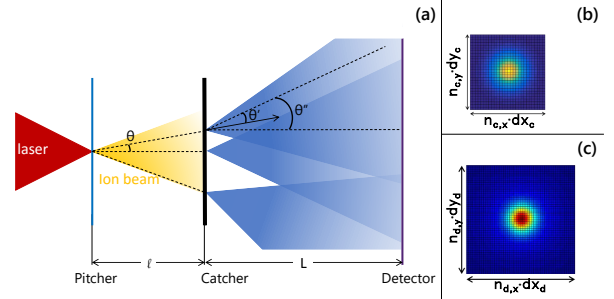 (a)
θ
θ'
θ"
laser
Ion beam
ℓ
L
Pitcher
Catcher
Detector
(b)
n_c,y·dy_c
n_c,x·dx_c
(c)
n_d,y·dy_d
n_d,x·dx_d